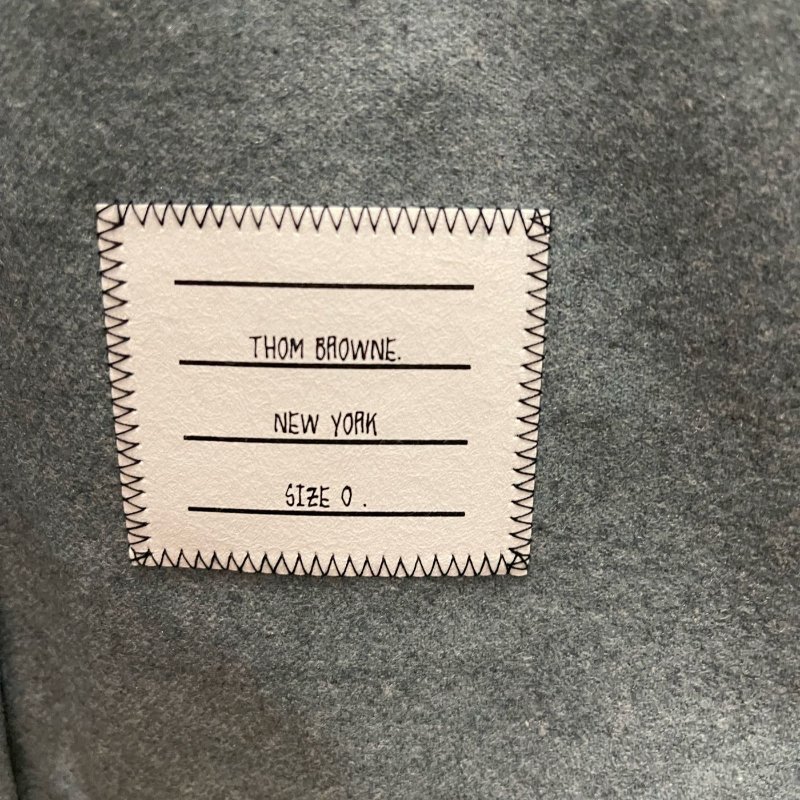 THOM BROWNE.
NEW YORK
SIZE 0 .